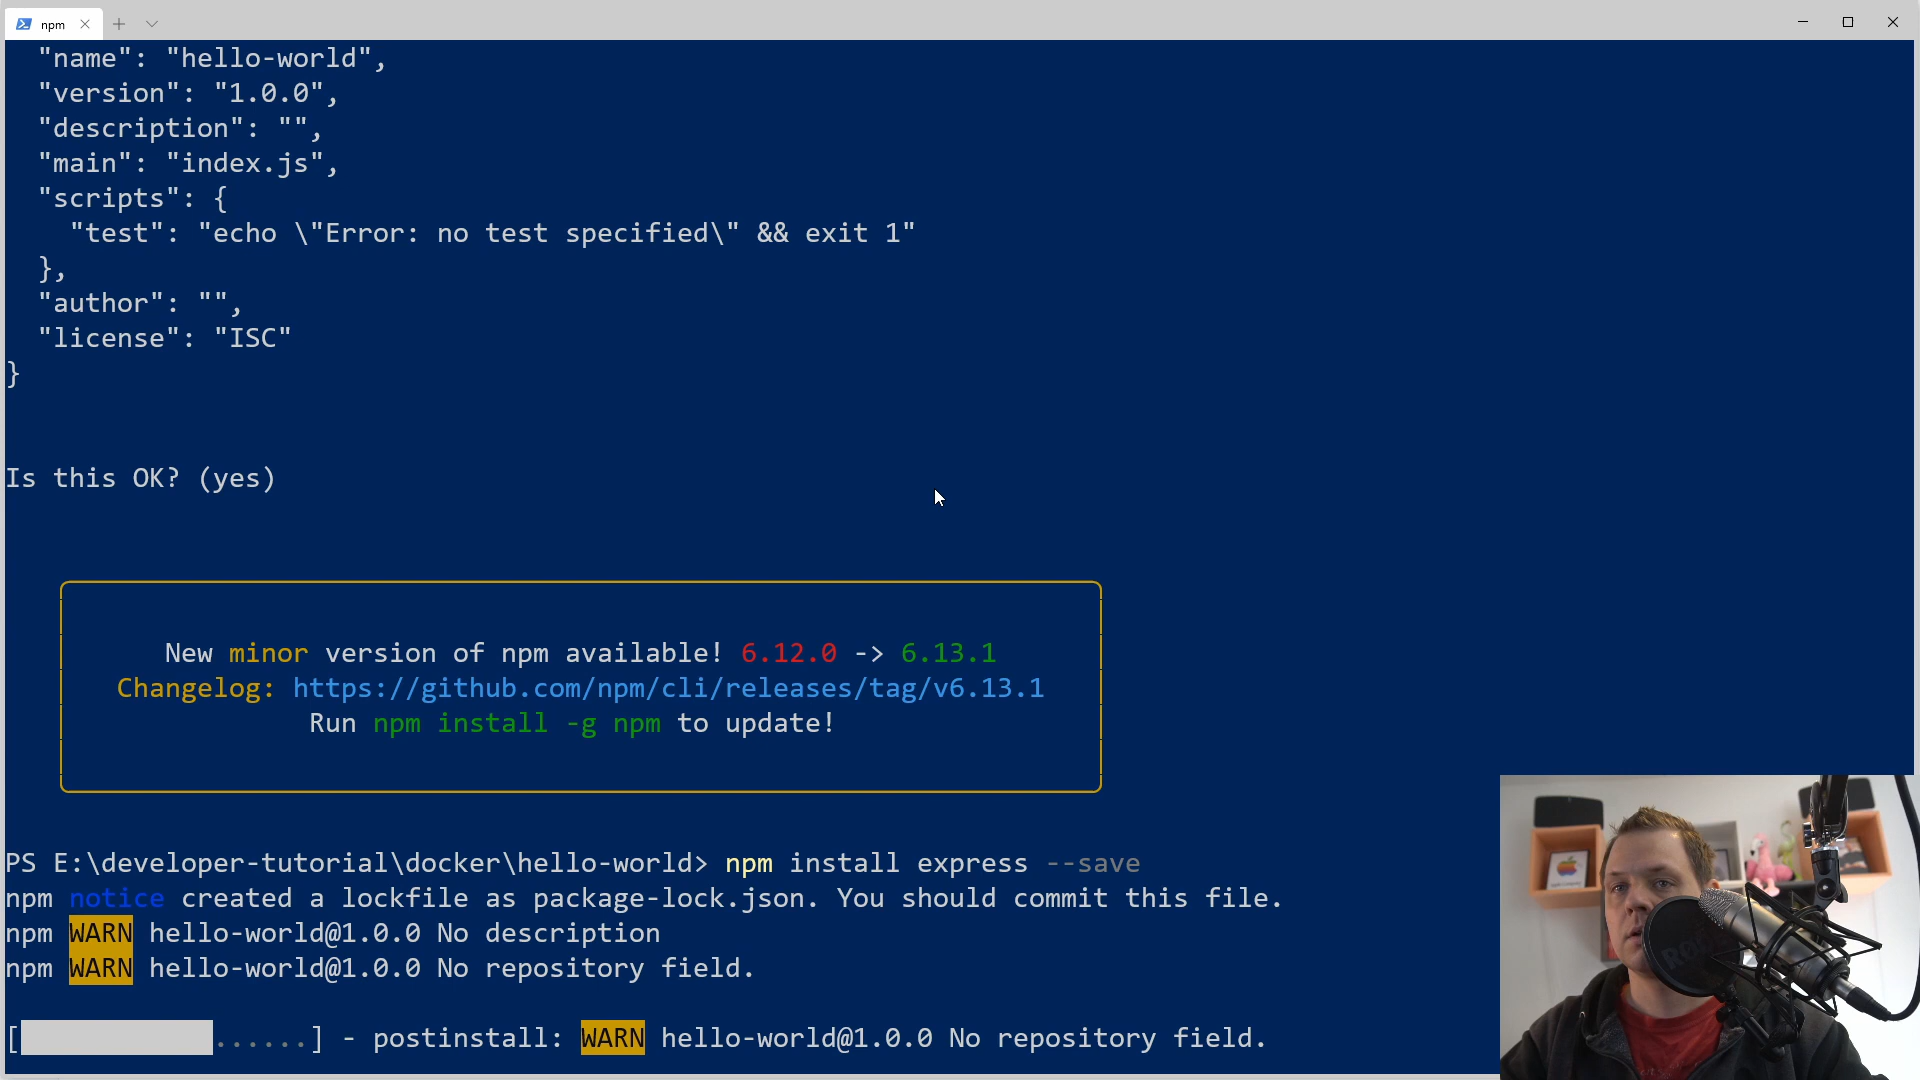 npm
"name": "hello-world",
"version": "1.0.0",
"description": "",
"main": "index.js",
"scripts": {
"test": "echo \"Error: no test specified\" && exit 1"
},
"author": "",
"license": "ISC"
}
Is this OK? (yes)
New minor version of npm available! 6.12.0 -> 6.13.1
Changelog: https://github.com/npm/cli/releases/tag/v6.13.1
Run npm install -g npm to update!
PS E:\developer-tutorial\docker\hello-world> npm install express --save
npm notice created a lockfile as package-lock.json. You should commit this file.
npm WARN hello-world@1.0.0 No description
npm WARN hello-world@1.0.0 No repository field.
[ ......] - postinstall: WARN hello-world@1.0.0 No repository field.